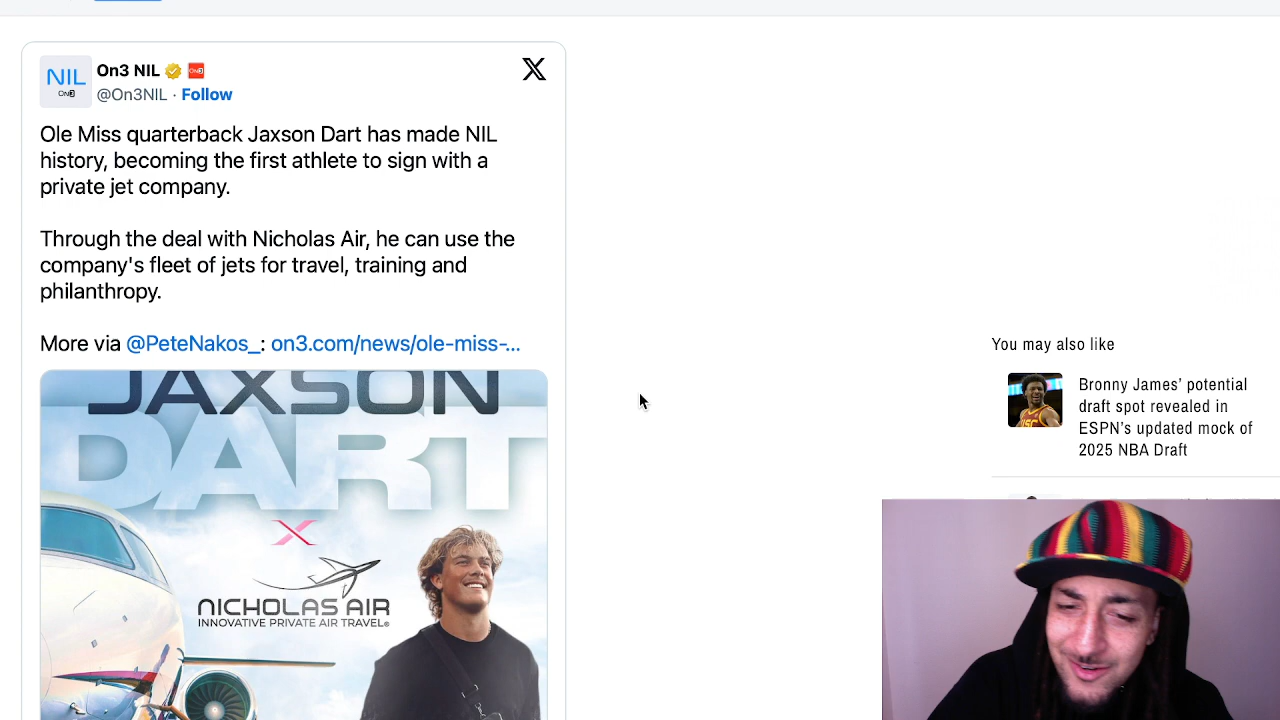 On3 NIL
@On3NIL · Follow
Ole Miss quarterback Jaxson Dart has made NIL
history, becoming the first athlete to sign with a
private jet company.
Through the deal with Nicholas Air, he can use the
company's fleet of jets for travel, training and
philanthropy.
More via @PeteNakos_: on3.com/news/ole-miss-...
NIL
ON3
ON3
JAXSON
DART
X
NICHOLAS AIR
INNOVATIVE PRIVATE AIR TRAVEL®
You may also like
Bronny James’ potential
draft spot revealed in
ESPN’s updated mock of
2025 NBA Draft